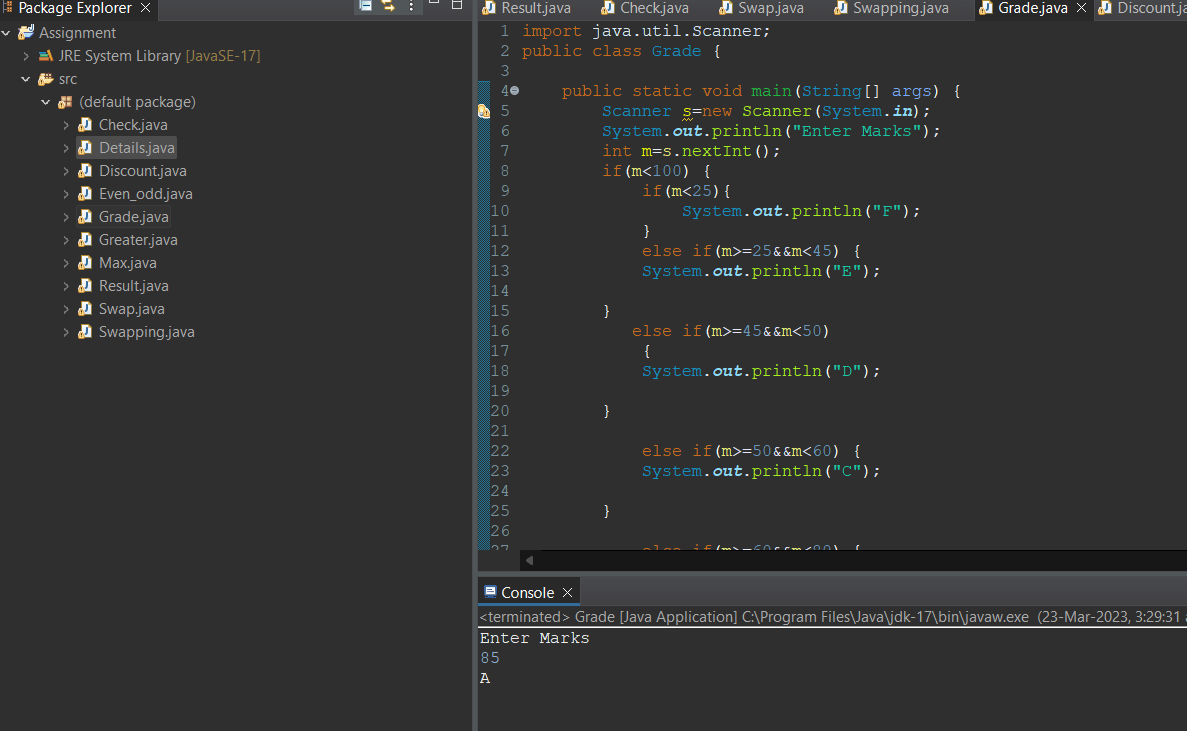 Package Explorer
Assignment
JRE System Library [JavaSE-17]
src
(default package)
Check.java
Details.java
Discount.java
Even_odd.java
Grade.java
Greater.java
Max.java
Result.java
Swap.java
Swapping.java
Result.java Check.java Swap.java Swapping.java Grade.java Discount.j
1 import java.util.Scanner;
2 public class Grade {
3
4 public static void main(String[] args) {
5 Scanner s=new Scanner(System.in);
6 System.out.println("Enter Marks");
7 int m=s.nextInt();
8 if(m<100) {
9 if(m<25){
10 System.out.println("F");
11 }
12 else if(m>=25&&m<45) {
13 System.out.println("E");
14
15 }
16 else if(m>=45&&m<50)
17 {
18 System.out.println("D");
19
20 }
21
22 else if(m>=50&&m<60) {
23 System.out.println("C");
24
25 }
26
27 else if(m>=60&&m<80) {
Console
<terminated> Grade [Java Application] C:\Program Files\Java\jdk-17\bin\javaw.exe (23-Mar-2023, 3:29:31
Enter Marks
85
A